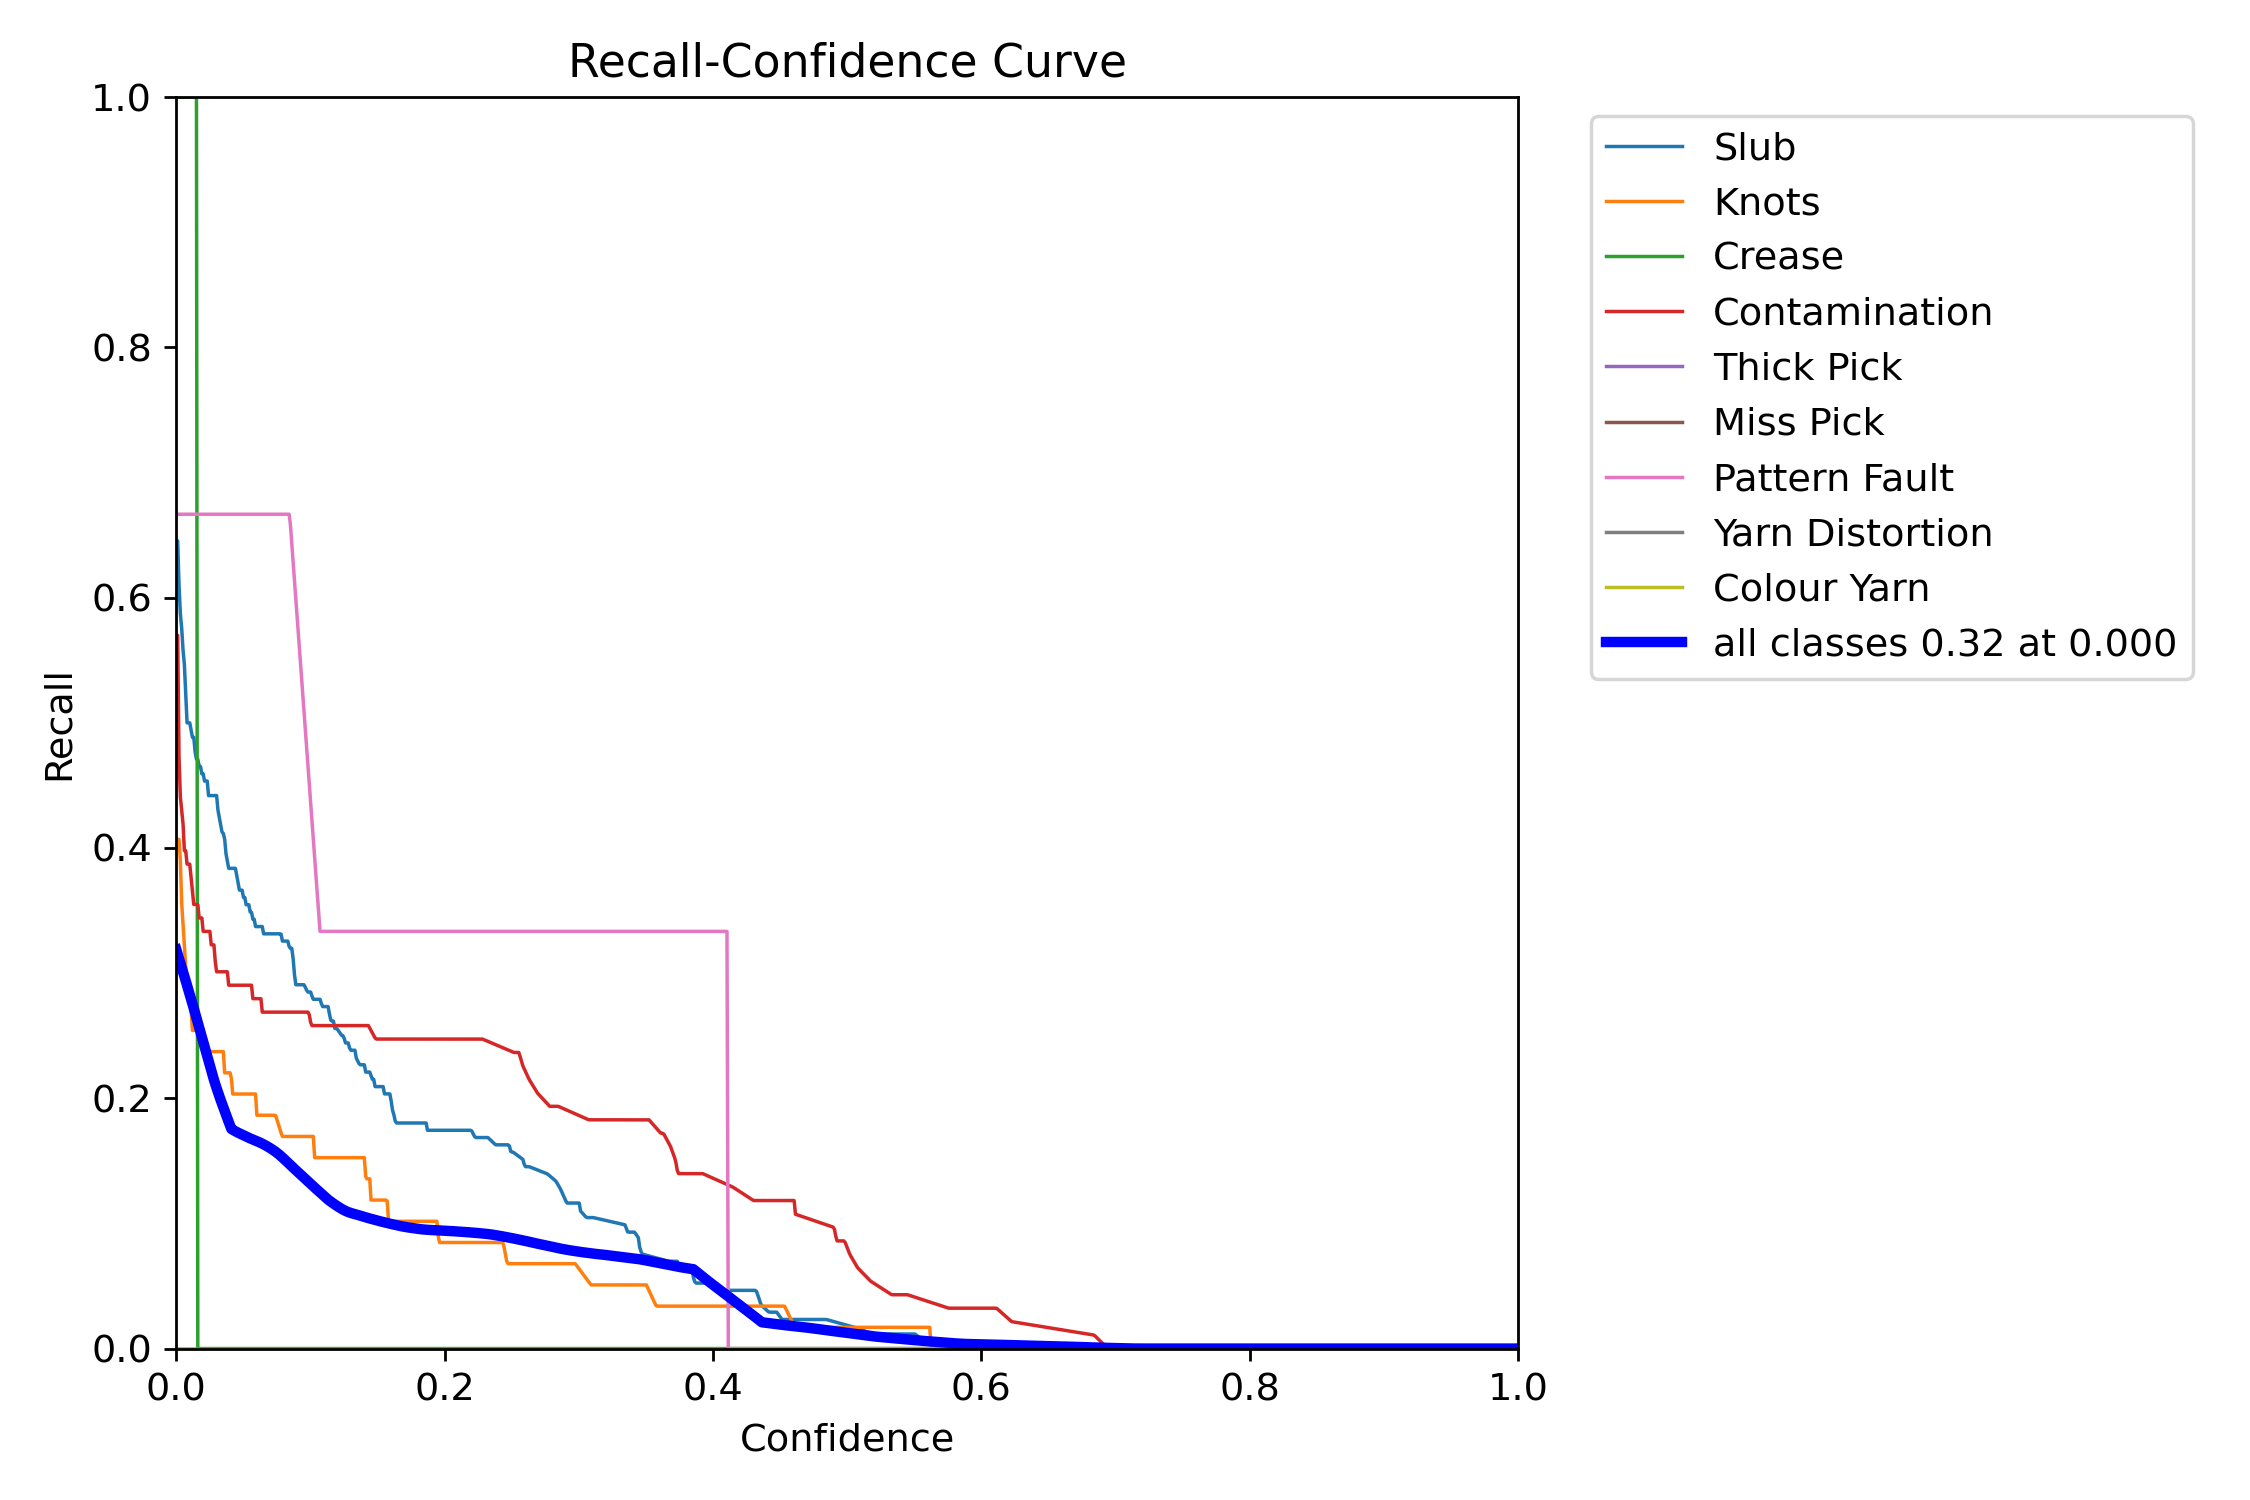 Recall-Confidence Curve
1.0
0.8
0.6
0.4
0.2
0.0
Recall
0.0 0.2 0.4 0.6 0.8 1.0
Confidence
Slub
Knots
Crease
Contamination
Thick Pick
Miss Pick
Pattern Fault
Yarn Distortion
Colour Yarn
all classes 0.32 at 0.000